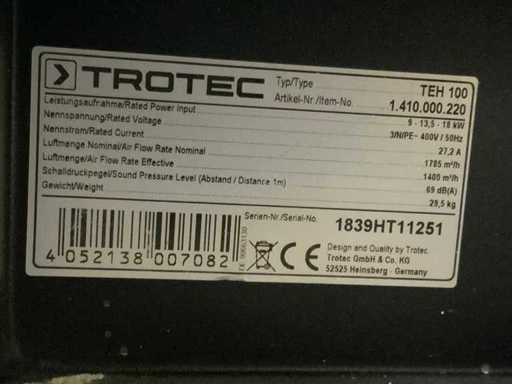 TROTEC
Typ/Type TEH 100
Artikel-Nr./Item-No. 1.410.000.220
Leistungsaufnahme/Rated Power Input 9 - 13,5 - 18 kW
Nennspannung/Rated Voltage 3/N/PE~ 400V / 50Hz
Nennstrom/Rated Current 27,2 A
Luftmenge Nominal/Air Flow Rate Nominal 1785 m³/h
Luftmenge/Air Flow Rate Effective 1400 m³/h
Schalldruckpegel/Sound Pressure Level (Abstand / Distance 1m) 69 dB(A)
Gewicht/Weight 29,5 kg
Serien-Nr./Serial-No. 1839HT11251
4 052138 007082
CE
Design and Quality by Trotec
Trotec GmbH & Co. KG
52525 Heinsberg · Germany